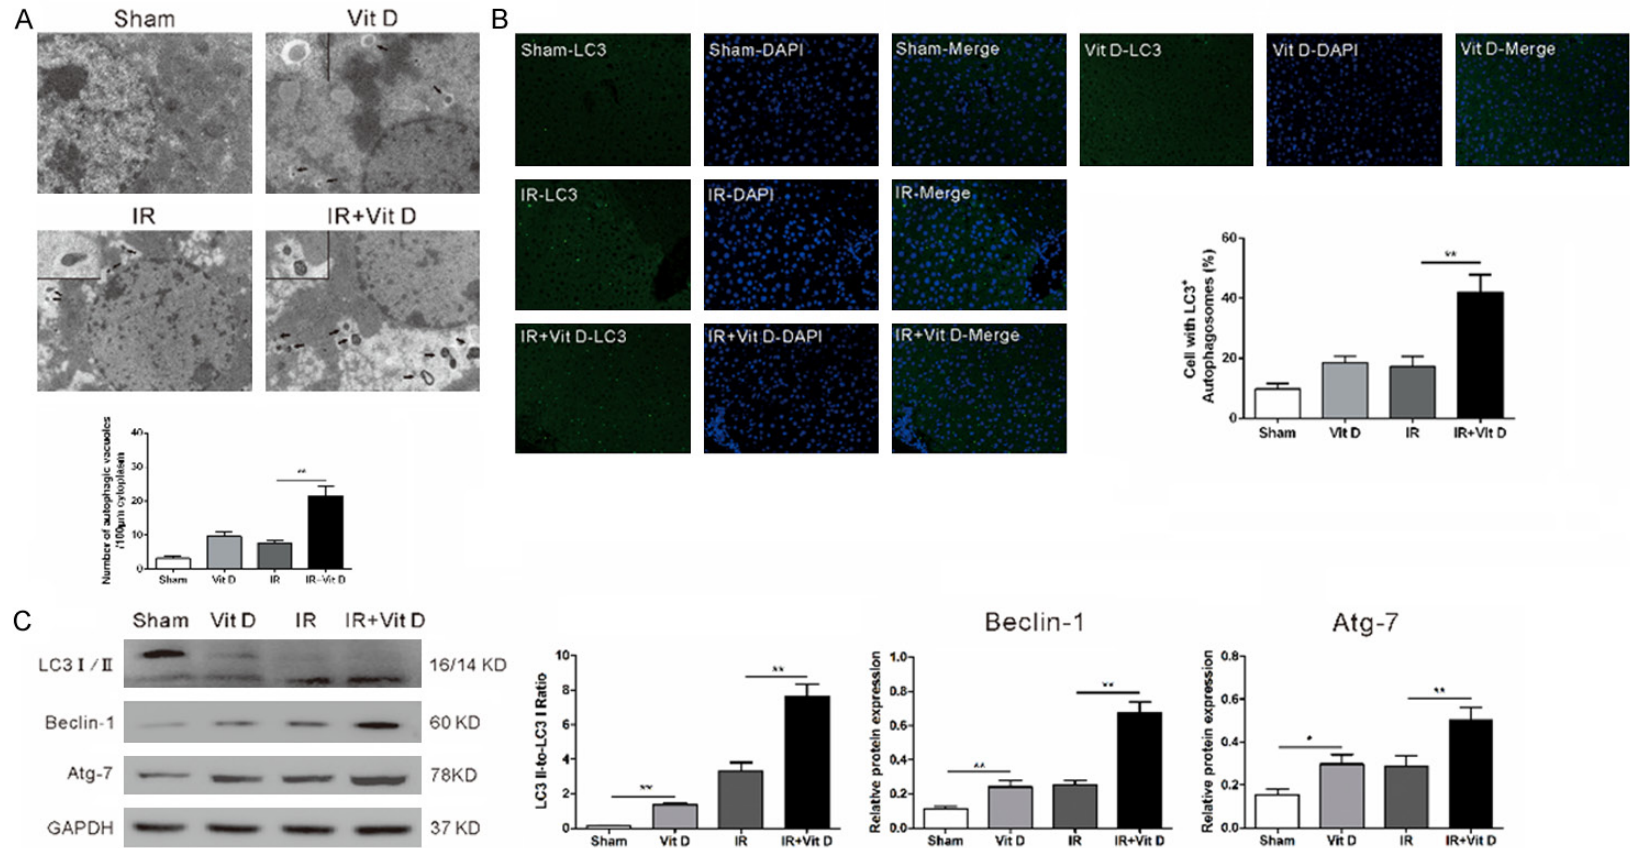 A
Sham
Vit D
IR
IR+Vit D
Number of autophagic vacuoles
/100μm cytoplasm
40
30
20
10
0
Sham
Vit D
IR
IR+Vit D
**
B
Sham-LC3
Sham-DAPI
Sham-Merge
Vit D-LC3
Vit D-DAPI
Vit D-Merge
IR-LC3
IR-DAPI
IR-Merge
IR+Vit D-LC3
IR+Vit D-DAPI
IR+Vit D-Merge
Cell with LC3+
Autophagosomes (%)
60
40
20
0
**
Sham
Vit D
IR
IR+Vit D
C
Sham
Vit D
IR
IR+Vit D
LC3 I / II
16/14 KD
Beclin-1
60 KD
Atg-7
78KD
GAPDH
37 KD
LC3 II-to-LC3 I Ratio
10
8
6
4
2
0
**
**
Sham
Vit D
IR
IR+Vit D
Beclin-1
Relative protein expression
1.0
0.8
0.6
0.4
0.2
0.0
**
**
Sham
Vit D
IR
IR+Vit D
Atg-7
Relative protein expression
0.8
0.6
0.4
0.2
0.0
*
**
Sham
Vit D
IR
IR+Vit D